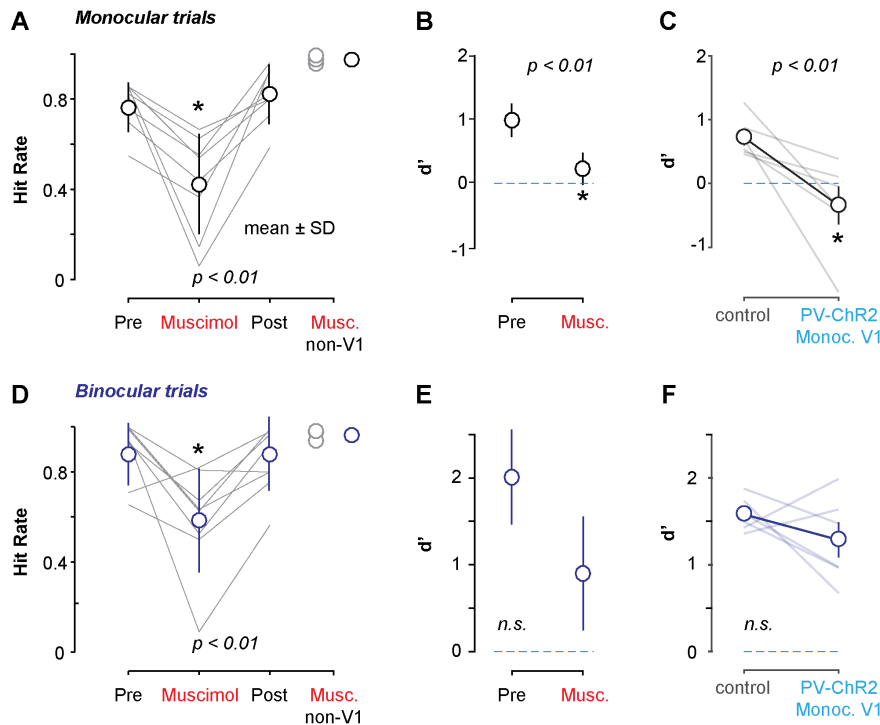 A
Monocular trials
Hit Rate
0.8
0.4
0
*
mean ± SD
p < 0.01
Pre
Muscimol
Post
Musc.
non-V1
B
d'
2
1
0
-1
p < 0.01
*
Pre
Musc.
C
d'
2
1
0
-1
p < 0.01
*
control
PV-ChR2
Monoc. V1
D
Binocular trials
Hit Rate
0.8
0.4
0
*
p < 0.01
Pre
Muscimol
Post
Musc.
non-V1
E
d'
2
1
0
n.s.
Pre
Musc.
F
d'
2
1
0
n.s.
control
PV-ChR2
Monoc. V1